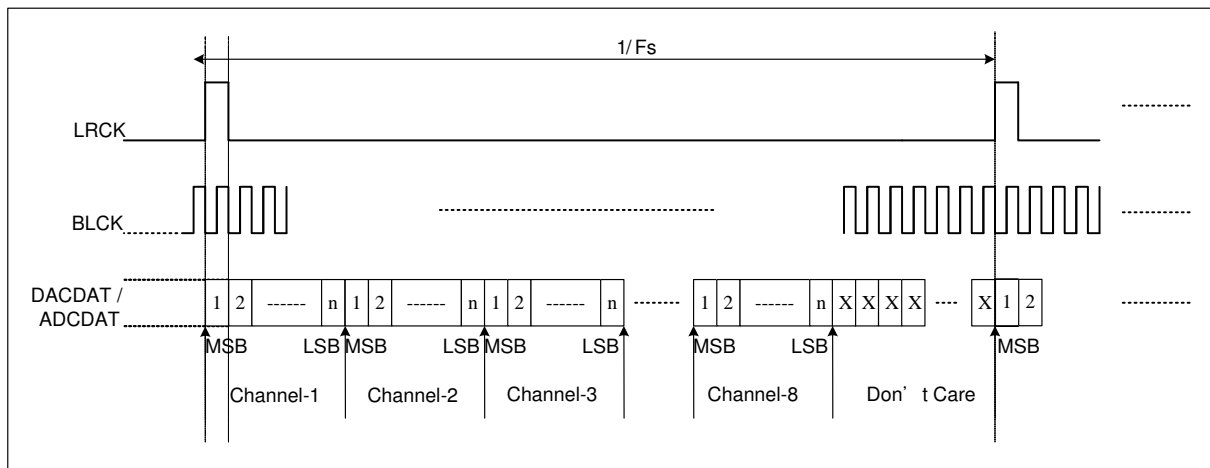 1/ Fs
LRCK
BLCK
DACDAT /
ADCDAT
1 2 ------ n 1 2 ------ n 1 2 ------ n 1 2 ------ n X X X X X 1 2
MSB LSB MSB LSB MSB LSB MSB LSB MSB
Channel-1 Channel-2 Channel-3 Channel-8 Don' t Care